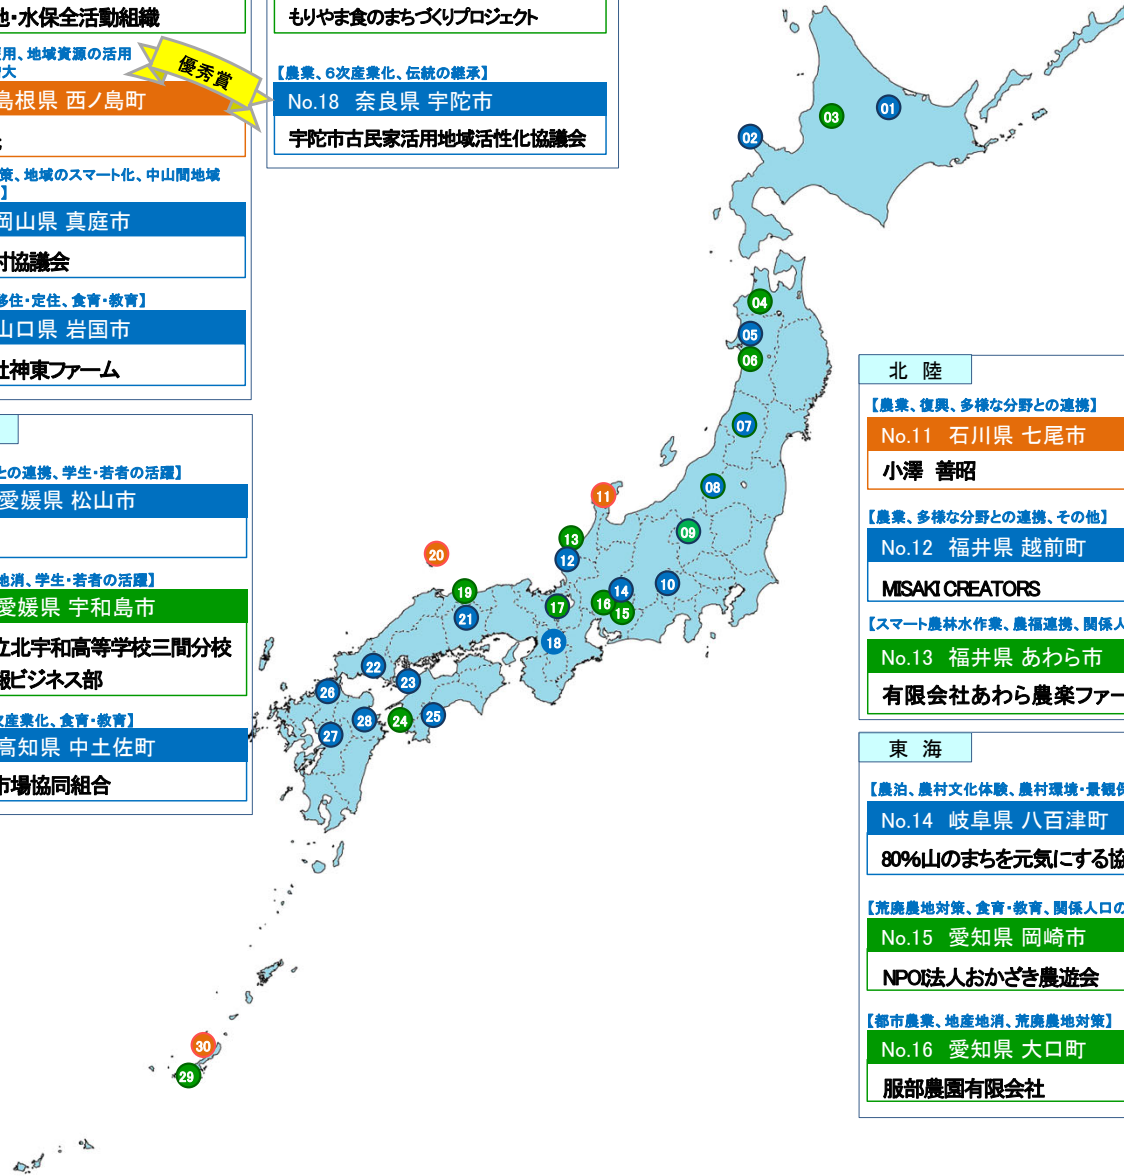 地・水保全活動組織
用、地域資源の活用
大
優秀賞
島根県 西ノ島町
策、地域のスマート化、中山間地域
】
岡山県 真庭市
村協議会
移住・定住、食育・教育】
山口県 岩国市
社神東ファーム
もりやま食のまちづくりプロジェクト
【農業、6次産業化、伝統の継承】
No.18 奈良県 宇陀市
宇陀市古民家活用地域活性化協議会
との連携、学生・若者の活躍】
愛媛県 松山市
地消、学生・若者の活躍】
愛媛県 宇和島市
立北宇和高等学校三間分校
報ビジネス部
次産業化、食育・教育】
高知県 中土佐町
市場協同組合
01
02
03
04
05
06
07
08
09
10
11
12
13
14
15
16
17
18
19
20
21
22
23
24
25
26
27
28
29
30
北 陸
【農業、復興、多様な分野との連携】
No.11 石川県 七尾市
小澤 善昭
【農業、多様な分野との連携、その他】
No.12 福井県 越前町
MISAKI CREATORS
【スマート農林水作業、農福連携、関係人
No.13 福井県 あわら市
有限会社あわら農楽ファー
東 海
【農泊、農村文化体験、農村環境・景観保
No.14 岐阜県 八百津町
80%山のまちを元気にする協
【荒廃農地対策、食育・教育、関係人口の
No.15 愛知県 岡崎市
NPO法人おかざき農遊会
【都市農業、地産地消、荒廃農地対策】
No.16 愛知県 大口町
服部農園有限会社